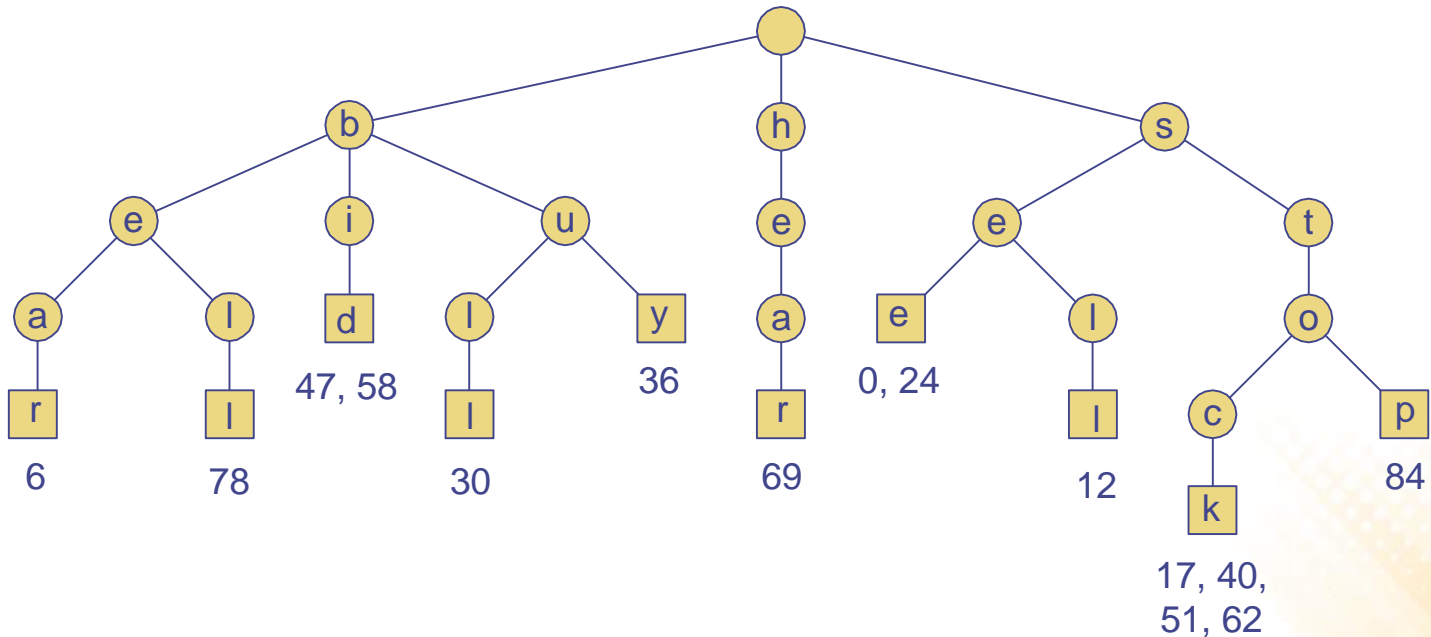 b h s
e i u e e t
a l d l y a e l o
47, 58 36 0, 24
r l l r l c p
6 78 30 69 12 84
k
17, 40,
51, 62